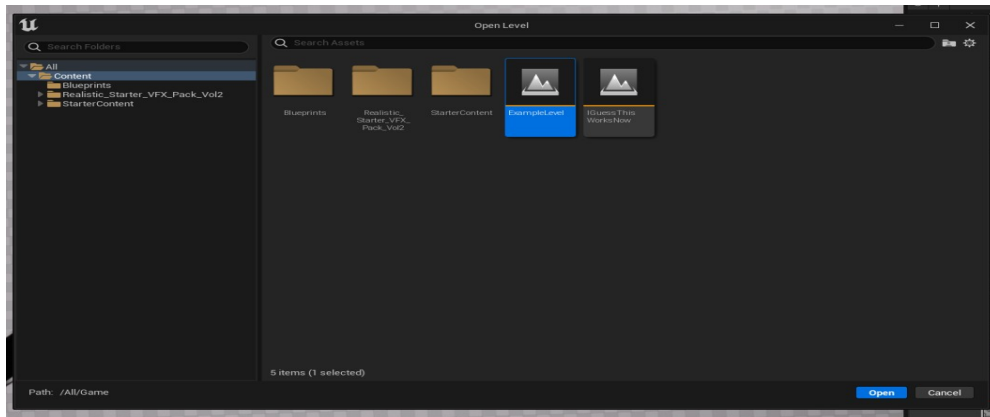 Open Level
Search Folders
Search Assets
All
Content
Blueprints
Realistic_Starter_VFX_Pack_Vol2
StarterContent
Blueprints
Realistic_
Starter_VFX_
Pack_Vol2
StarterContent
ExampleLevel
IGuessThis
WorksNow
5 items (1 selected)
Path: /All/Game
Open
Cancel